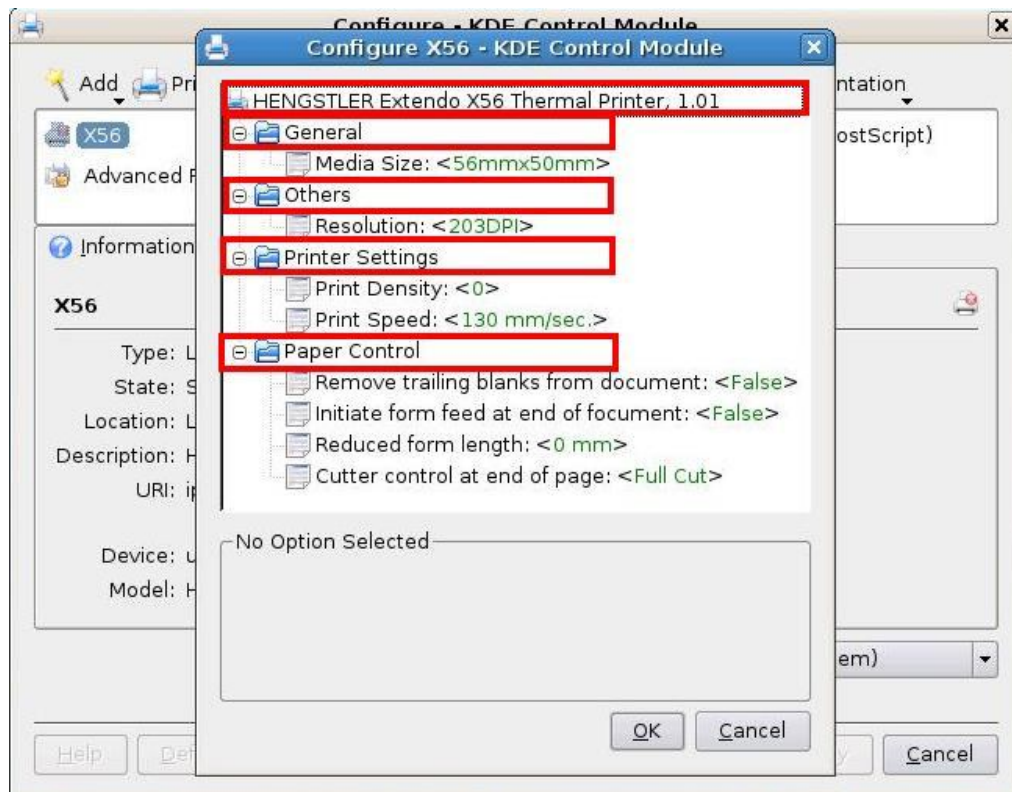 Configure - KDE Control Module
Configure X56 - KDE Control Module
Add
HENGSTLER Extendo X56 Thermal Printer, 1.01
X56
General
Media Size: <56mmx50mm>
Advanced
Others
Resolution: <203DPI>
Information
Printer Settings
Print Density: <0>
X56
Print Speed: <130 mm/sec.>
Type:
Paper Control
State:
Remove trailing blanks from document: <False>
Location:
Initiate form feed at end of focument: <False>
Description:
Reduced form length: <0 mm>
URI:
Cutter control at end of page: <Full Cut>
No Option Selected
Device:
Model:
OK
Cancel
Help
Cancel